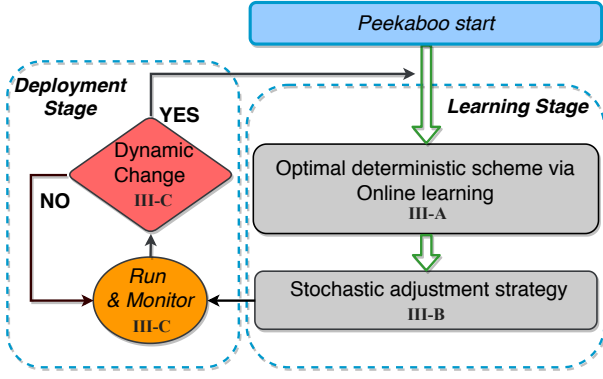 Peekaboo start
Deployment
Stage
YES
Learning Stage
Dynamic
Change
III-C
NO
Optimal deterministic scheme via
Online learning
III-A
Run
& Monitor
III-C
Stochastic adjustment strategy
III-B